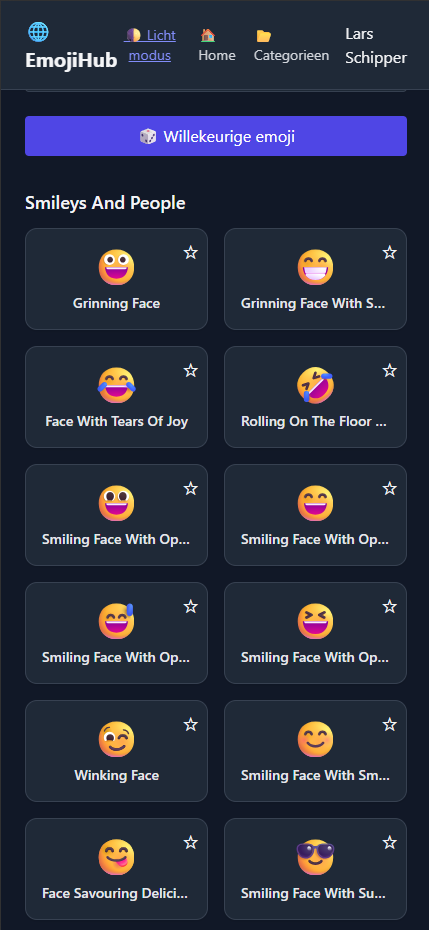 🌐
EmojiHub
🌓 Licht
modus
🏠
Home
📂
Categorieen
Lars
Schipper
🎲 Willekeurige emoji
Smileys And People
Grinning Face
Grinning Face With S...
Face With Tears Of Joy
Rolling On The Floor ...
Smiling Face With Op...
Smiling Face With Op...
Smiling Face With Op...
Smiling Face With Op...
Winking Face
Smiling Face With Sm...
Face Savouring Delici...
Smiling Face With Su...